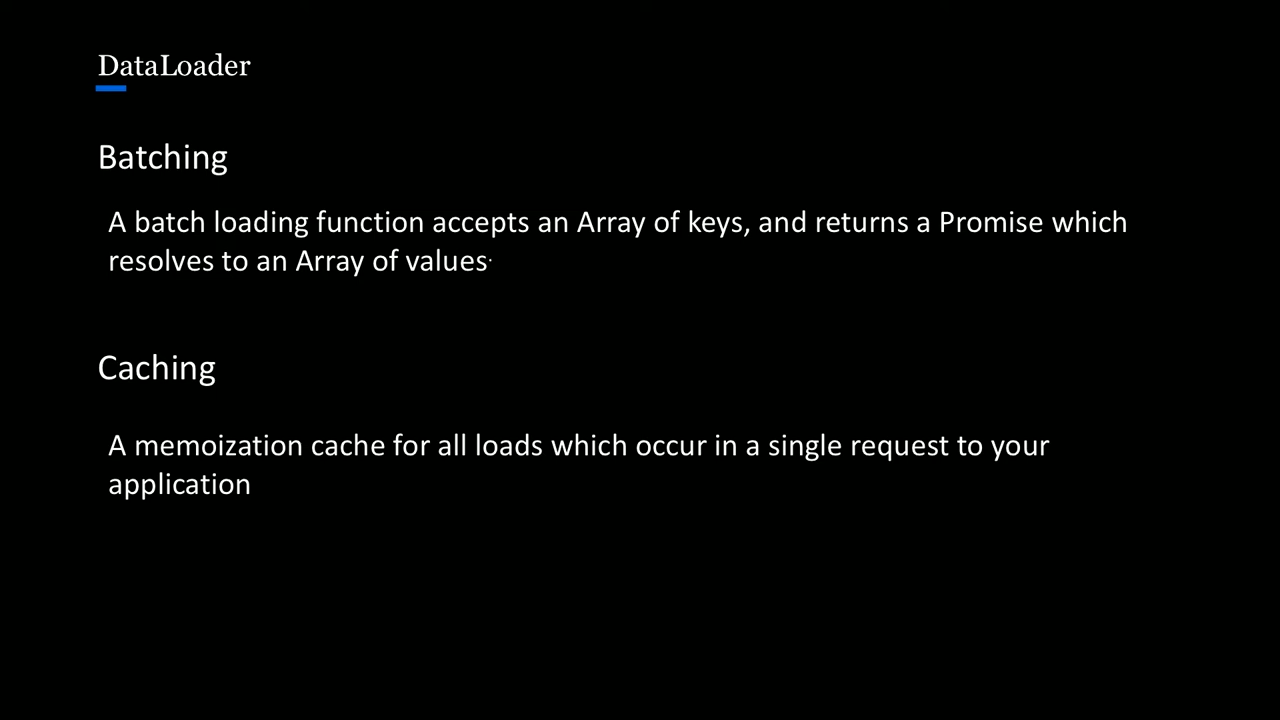 DataLoader
Batching
A batch loading function accepts an Array of keys, and returns a Promise which
resolves to an Array of values.
Caching
A memoization cache for all loads which occur in a single request to your
application